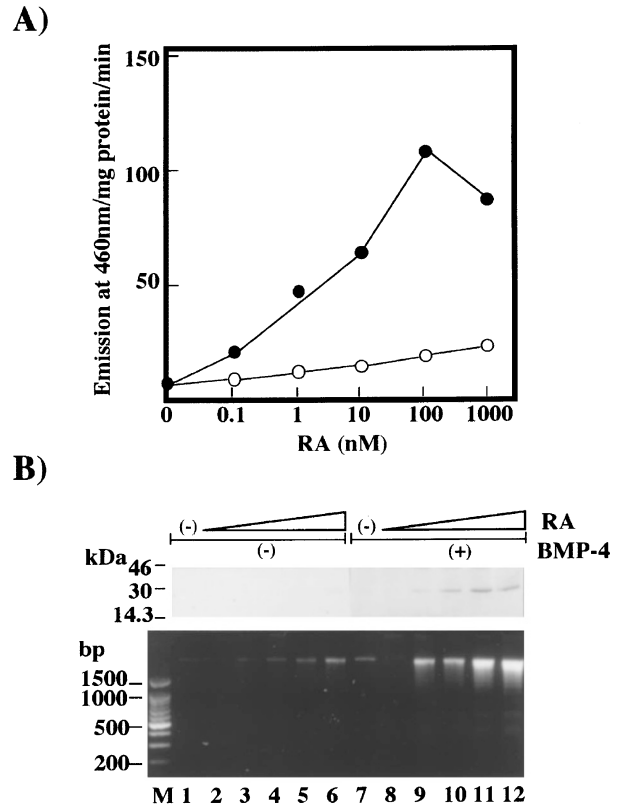 A)
Emission at 460nm/mg protein/min
150
100
50
0 0.1 1 10 100 1000
RA (nM)
B)
(-) (-) RA
(-) (+) BMP-4
kDa
46
30
14.3
bp
1500
1000
500
200
M 1 2 3 4 5 6 7 8 9 10 11 12